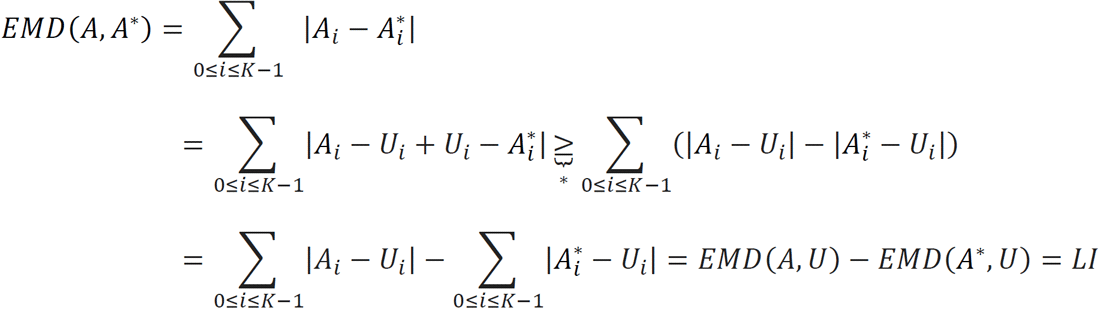 EMD(A, A*) = ∑_{0≤i≤K−1} |A_i − A_i^*|
= ∑_{0≤i≤K−1} |A_i − U_i + U_i − A_i^*| ≧_{*} ∑_{0≤i≤K−1} (|A_i − U_i| − |A_i^* − U_i|)
= ∑_{0≤i≤K−1} |A_i − U_i| − ∑_{0≤i≤K−1} |A_i^* − U_i| = EMD(A, U) − EMD(A*, U) = LI